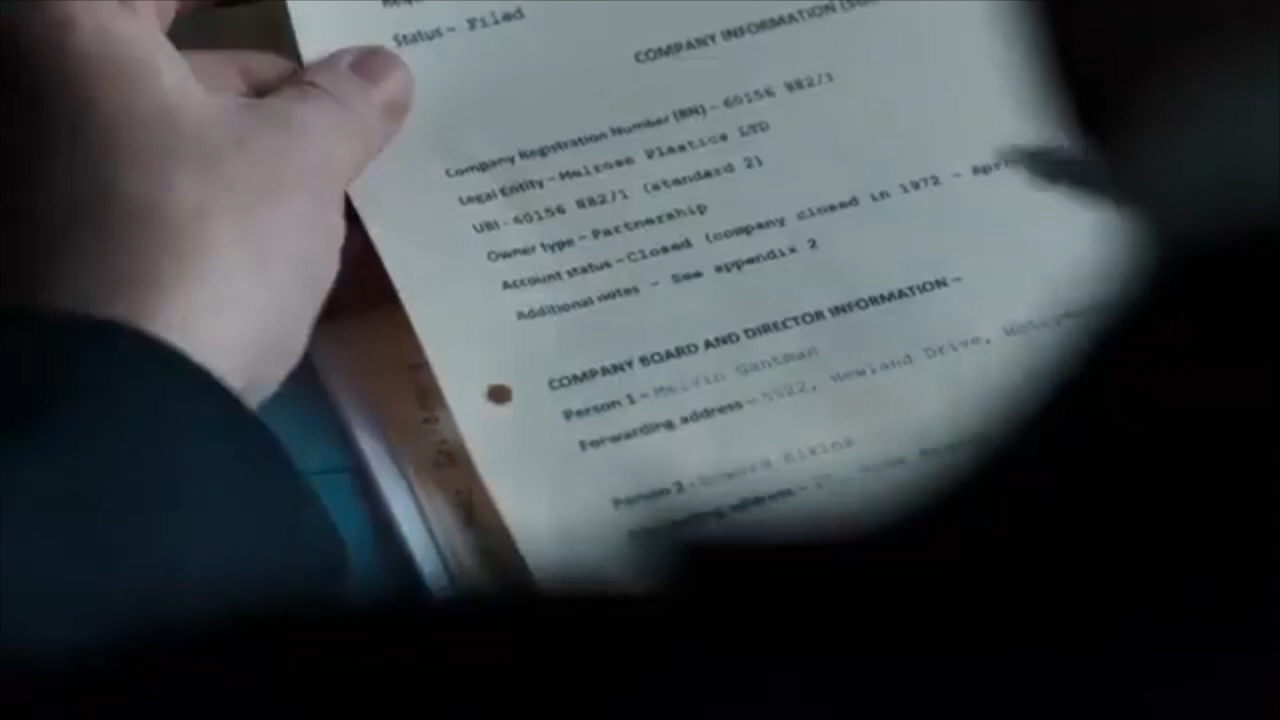 Status – Filed
COMPANY INFORMATION
Company Registration Number (RN) – 60156 882/1
Legal Entity – Melrose Plastics LTD
UBI - 60156 882/1 (standard 2)
Owner type – Partnership
Account status – Closed (company closed in 1972 -
Additional notes – See appendix 2
COMPANY BOARD AND DIRECTOR INFORMATION –
Person 1 – Melvin Gantman
Forwarding address – 5522, Newland Drive,
Person 2 -
address –